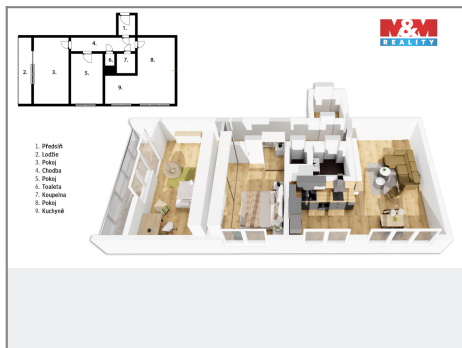 M&M
REALITY
1.
2.
3.
4.
5.
6.
7.
8.
9.
1. Předsíň
2. Lodžie
3. Pokoj
4. Chodba
5. Pokoj
6. Toaleta
7. Koupelna
8. Pokoj
9. Kuchyně